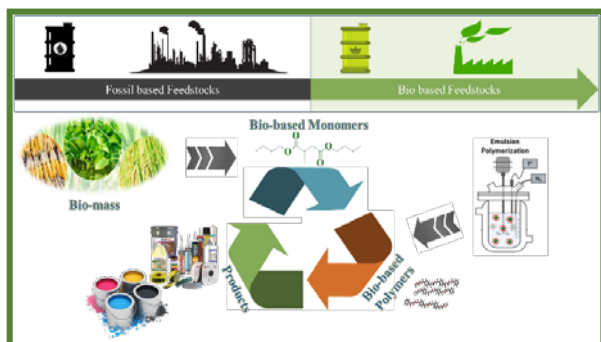 Fossil based Feedstocks
Bio based Feedstocks
Bio-based Monomers
Emulsion
Polymerization
Bio-mass
Products
Bio-based
Polymers